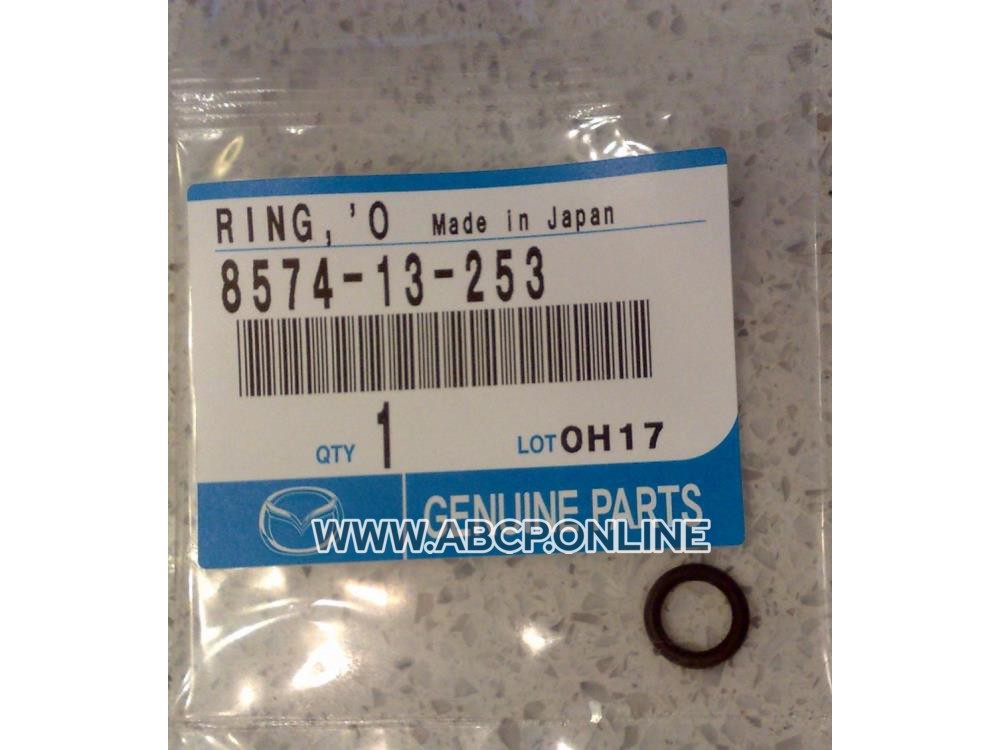 RING, 'O Made in Japan
8574-13-253
QTY 1 LOT OH17
GENUINE PARTS
WWW.ABCP.ONLINE